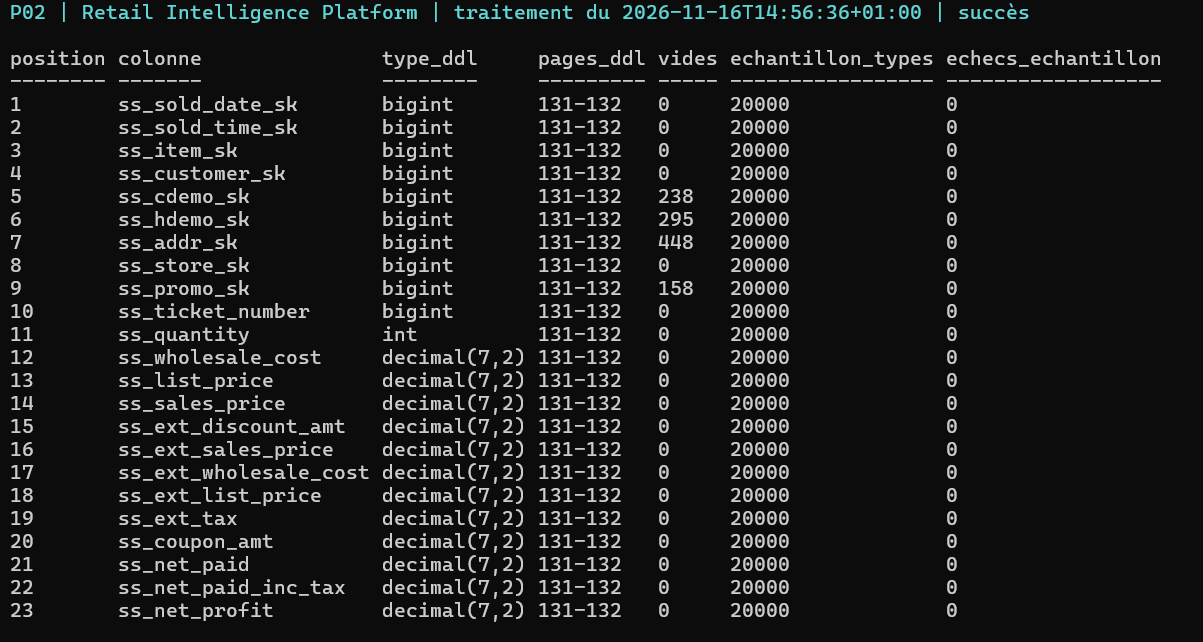 P02 | Retail Intelligence Platform | traitement du 2026-11-16T14:56:36+01:00 | succès
position colonne type_ddl pages_ddl vides echantillon_types echecs_echantillon
-------- ------- -------- --------- ----- ----------------- ------------------
1 ss_sold_date_sk bigint 131-132 0 20000 0
2 ss_sold_time_sk bigint 131-132 0 20000 0
3 ss_item_sk bigint 131-132 0 20000 0
4 ss_customer_sk bigint 131-132 0 20000 0
5 ss_cdemo_sk bigint 131-132 238 20000 0
6 ss_hdemo_sk bigint 131-132 295 20000 0
7 ss_addr_sk bigint 131-132 448 20000 0
8 ss_store_sk bigint 131-132 0 20000 0
9 ss_promo_sk bigint 131-132 158 20000 0
10 ss_ticket_number bigint 131-132 0 20000 0
11 ss_quantity int 131-132 0 20000 0
12 ss_wholesale_cost decimal(7,2) 131-132 0 20000 0
13 ss_list_price decimal(7,2) 131-132 0 20000 0
14 ss_sales_price decimal(7,2) 131-132 0 20000 0
15 ss_ext_discount_amt decimal(7,2) 131-132 0 20000 0
16 ss_ext_sales_price decimal(7,2) 131-132 0 20000 0
17 ss_ext_wholesale_cost decimal(7,2) 131-132 0 20000 0
18 ss_ext_list_price decimal(7,2) 131-132 0 20000 0
19 ss_ext_tax decimal(7,2) 131-132 0 20000 0
20 ss_coupon_amt decimal(7,2) 131-132 0 20000 0
21 ss_net_paid decimal(7,2) 131-132 0 20000 0
22 ss_net_paid_inc_tax decimal(7,2) 131-132 0 20000 0
23 ss_net_profit decimal(7,2) 131-132 0 20000 0